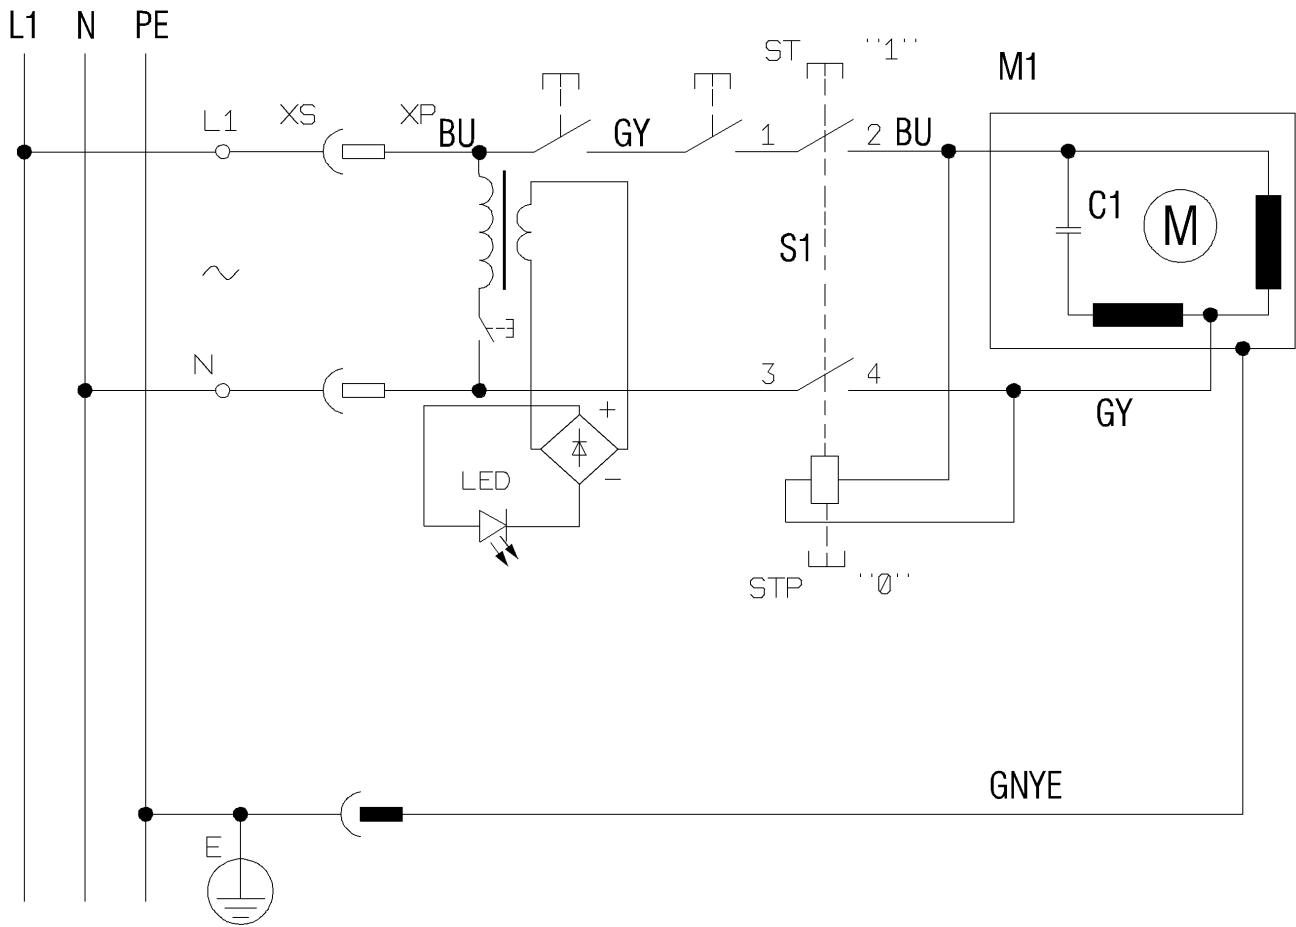 L1 N PE
ST "1"
M1
L1 XS XP BU GY 1 2 BU
C1
M
S1
~
N 3 4
GY
+
-
LED
STP "0"
GNYE
E